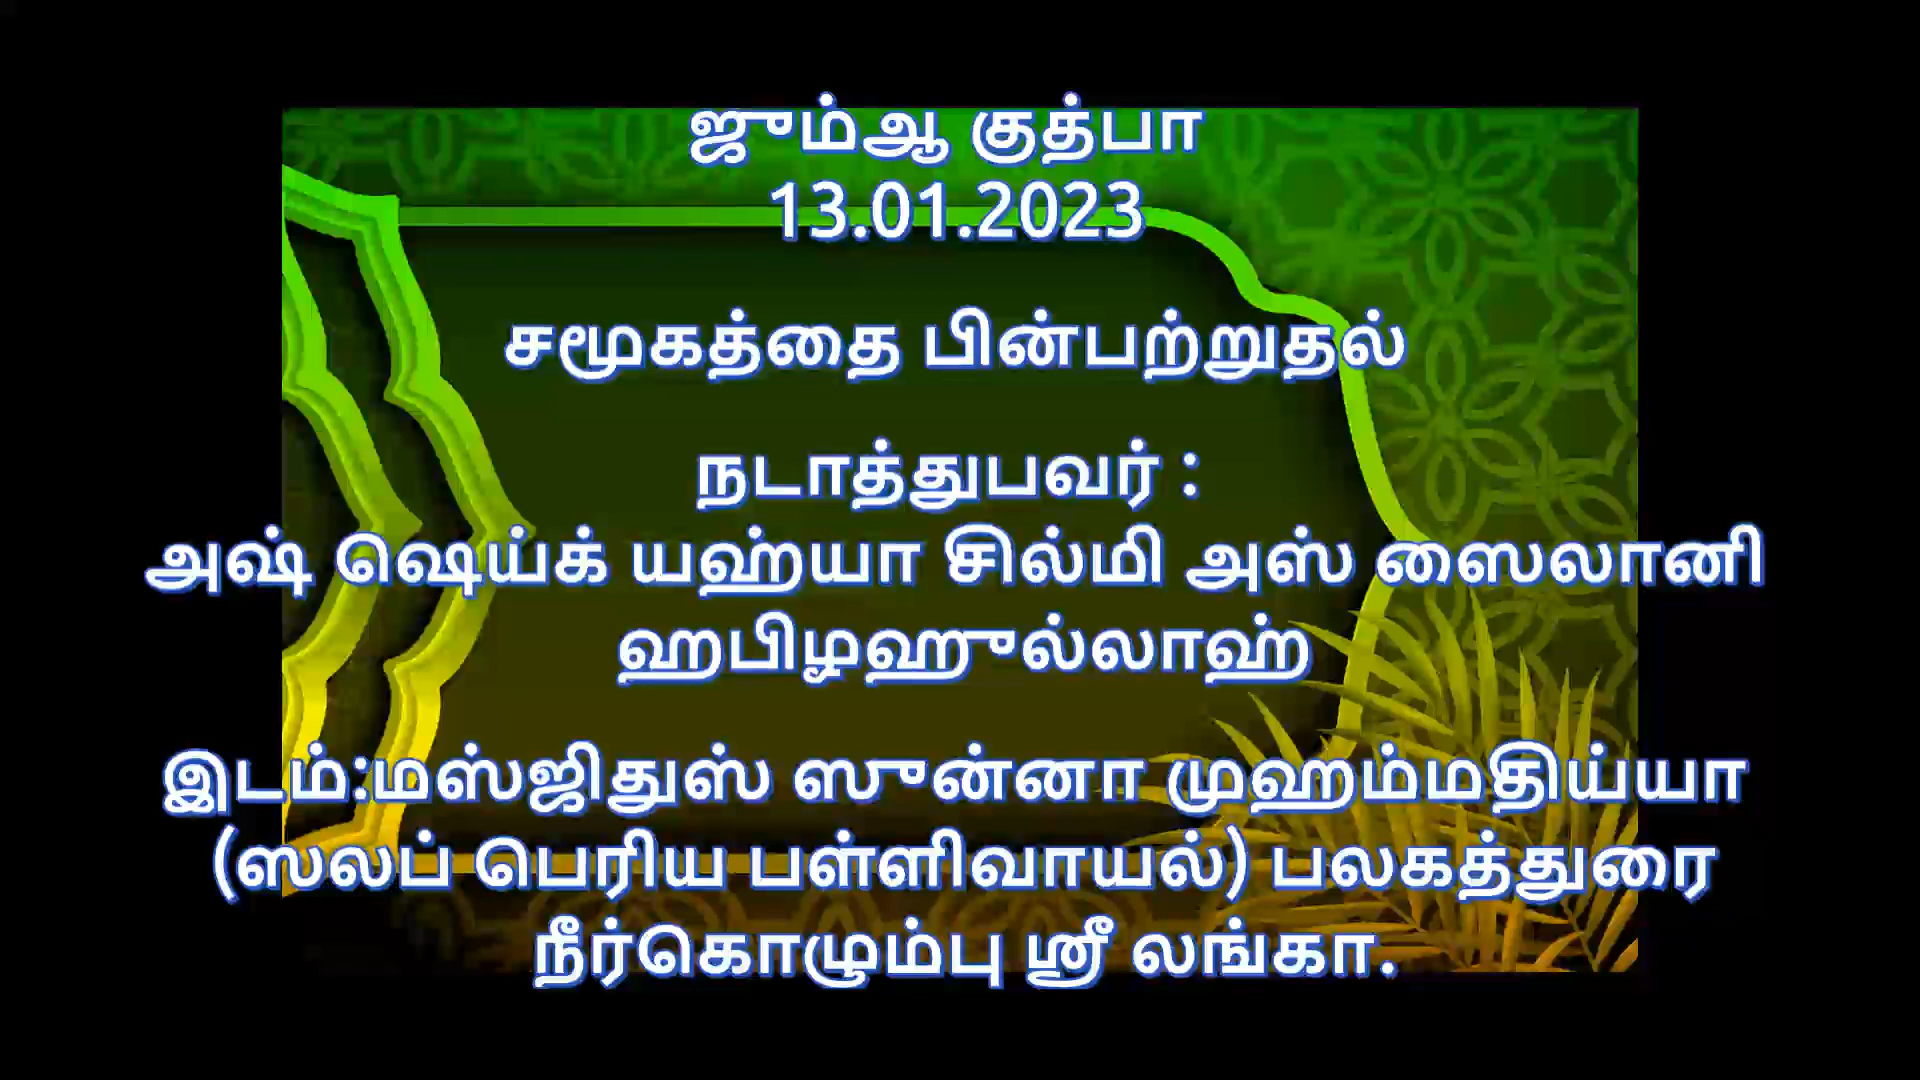 ஜும்ஆ குத்பா
13.01.2023
சமூகத்தை பின்பற்றுதல்
நடாத்துபவர் :
அஷ் ஷெய்க் யஹ்யா சில்மி அஸ் ஸைலானி
ஹபிழஹுல்லாஹ்
இடம்:மஸ்ஜிதுஸ் ஸுன்னா முஹம்மதிய்யா
(ஸலப் பெரிய பள்ளிவாயல்) பலகத்துரை
நீர்கொழும்பு ஸ்ரீ லங்கா.